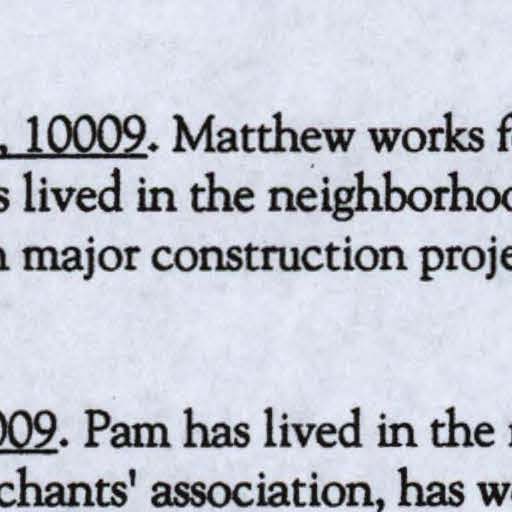 , 10009. Matthew works f
s lived in the neighborhoo
n major construction proje
009. Pam has lived in the
chants' association, has w